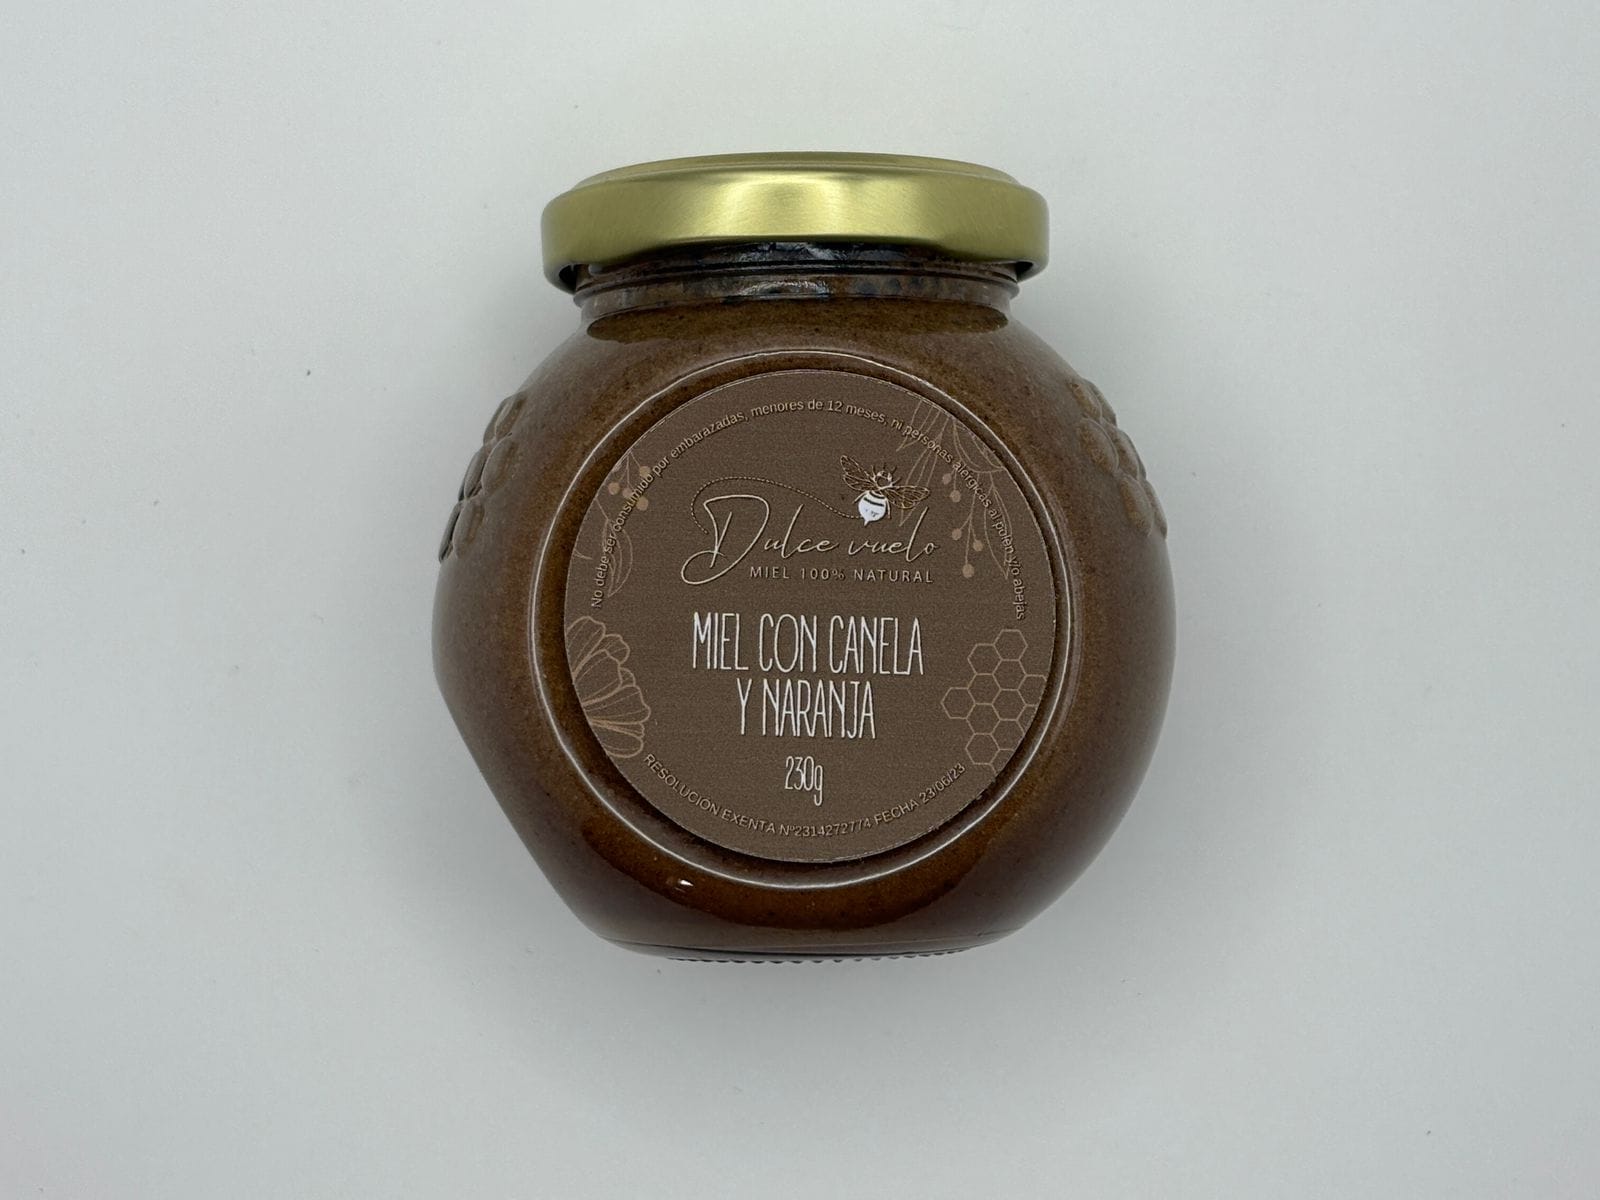 No debe ser consumido por embarazadas, menores de 12 meses, ni personas alérgicas al polen y/o abejas
Dulce vuelo
MIEL 100% NATURAL
MIEL CON CANELA
Y NARANJA
230g
RESOLUCIÓN EXENTA Nº2314272774 FECHA 23/06/23